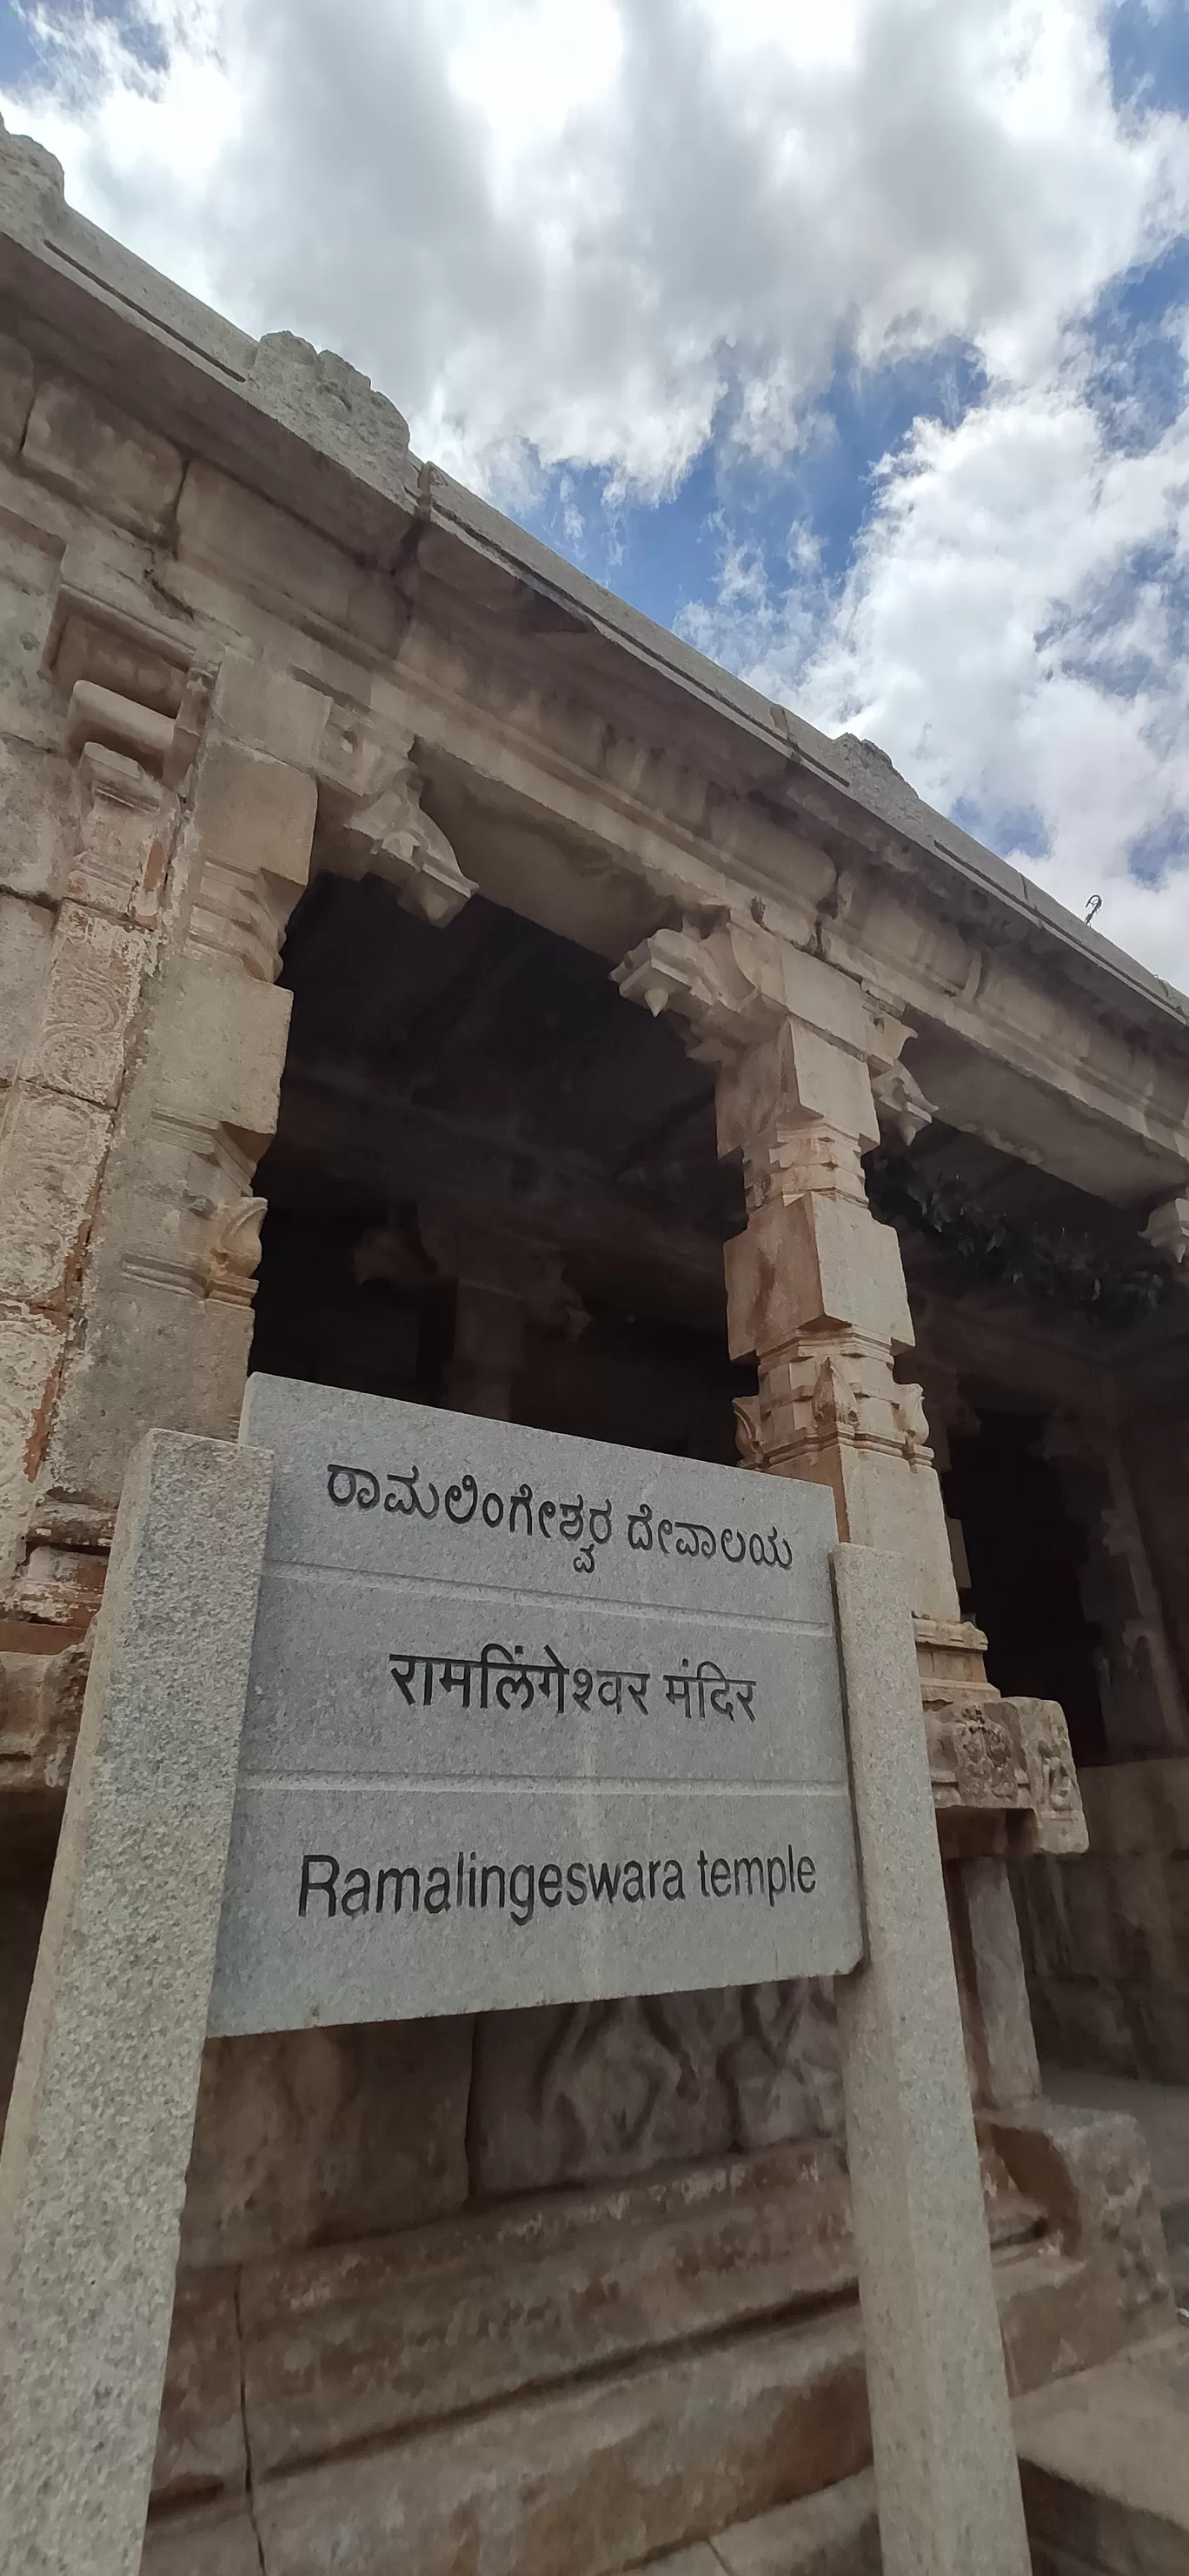 ರಾಮಲಿಂಗೇಶ್ವರ ದೇವಾಲಯ
रामलिंगेश्वर मंदिर
Ramalingeswara temple